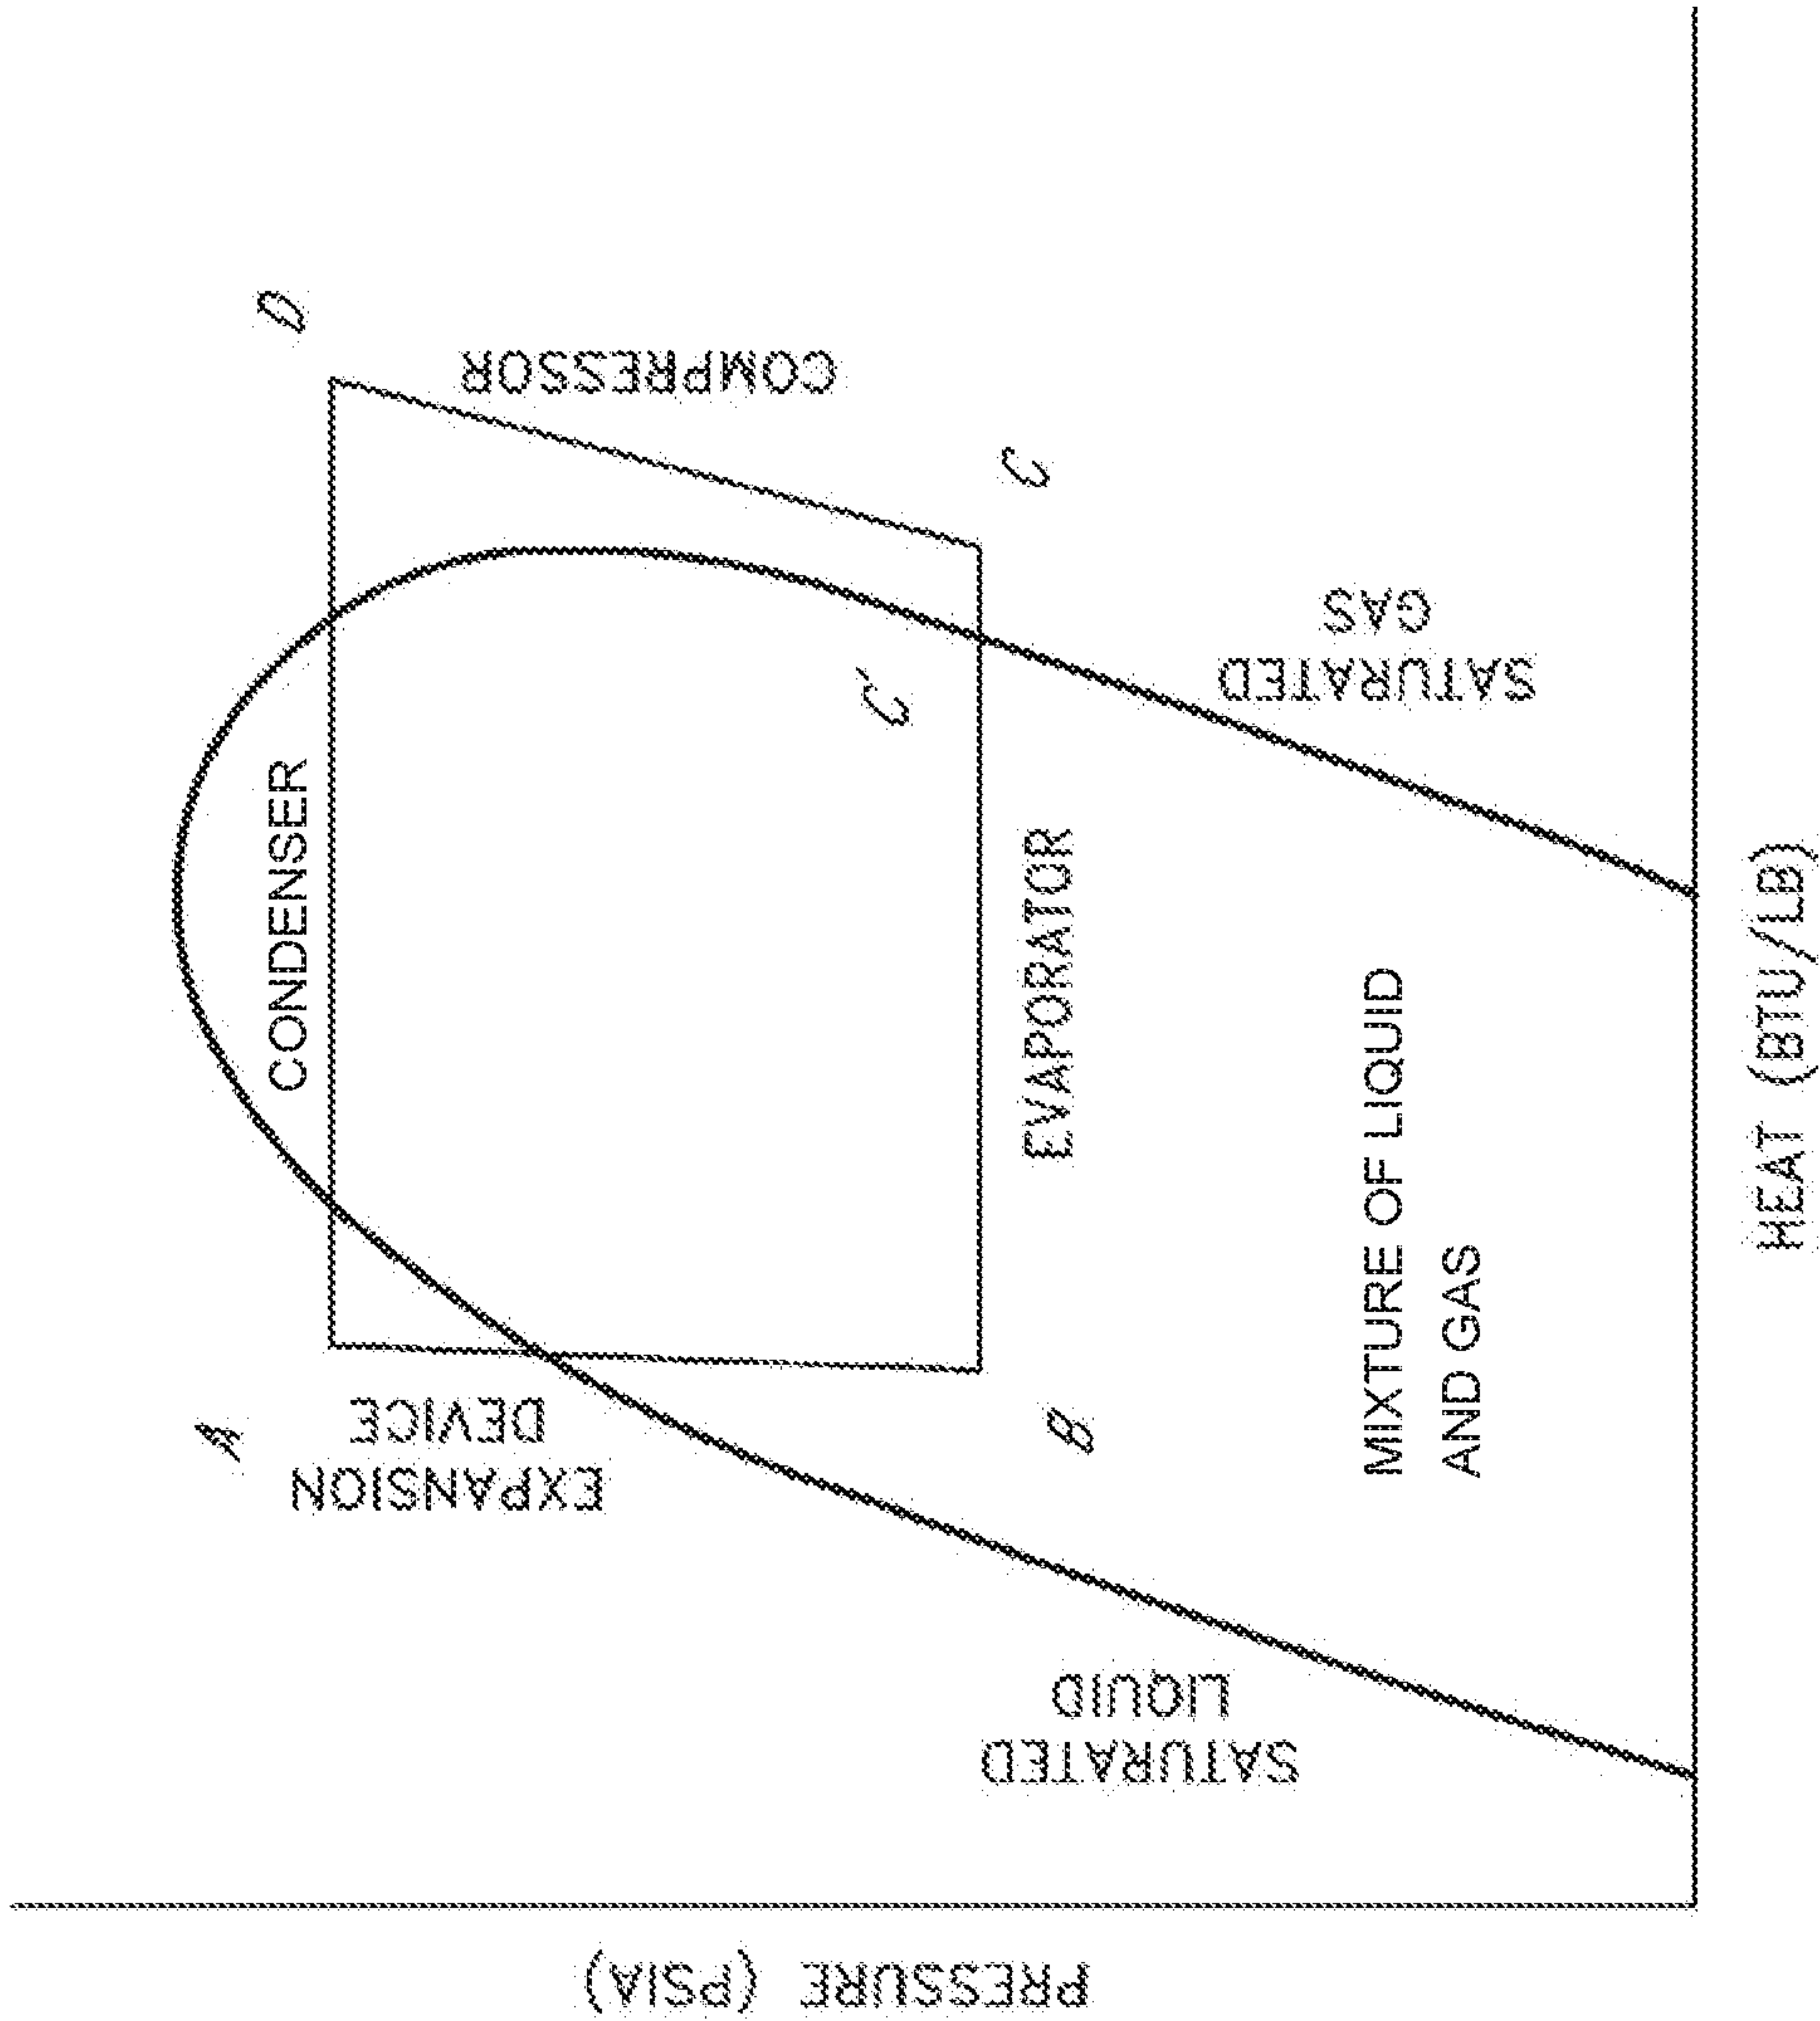 A
D
CONDENSER
EXPANSION
DEVICE
COMPRESSOR
C'
C
B
EVAPORATOR
PRESSURE (PSIA)
SATURATED
LIQUID
MIXTURE OF LIQUID
AND GAS
SATURATED
GAS
HEAT (BTU/LB)